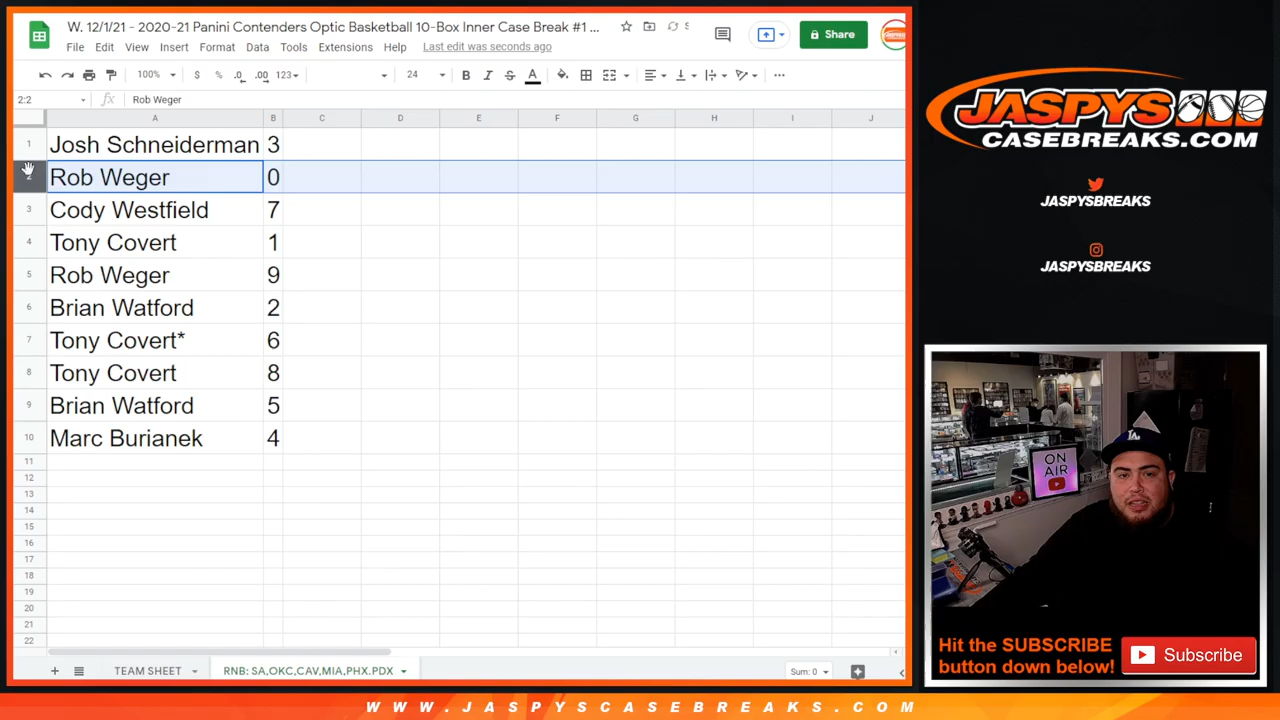 W. 12/1/21 - 2020-21 Panini Contenders Optic Basketball 10-Box Inner Case Break #1 ...
Share
File Edit View Insert Format Data Tools Extensions Help Last edit was seconds ago
100% $ % .0 .00 123 24 B I S A
2:2 fx Rob Weger
A B C D E F G H I J
1 Josh Schneiderman 3
2 Rob Weger 0
3 Cody Westfield 7
4 Tony Covert 1
5 Rob Weger 9
6 Brian Watford 2
7 Tony Covert* 6
8 Tony Covert 8
9 Brian Watford 5
10 Marc Burianek 4
11
12
13
14
15
16
17
18
19
20
21
22
TEAM SHEET RNB: SA,OKC,CAV,MIA,PHX.PDX Sum: 0
JASPYS
CASEBREAKS.COM
JASPYSBREAKS
JASPYSBREAKS
ON
AIR
LA
Hit the SUBSCRIBE
button down below!
Subscribe
WWW.JASPYSCASEBREAKS.COM